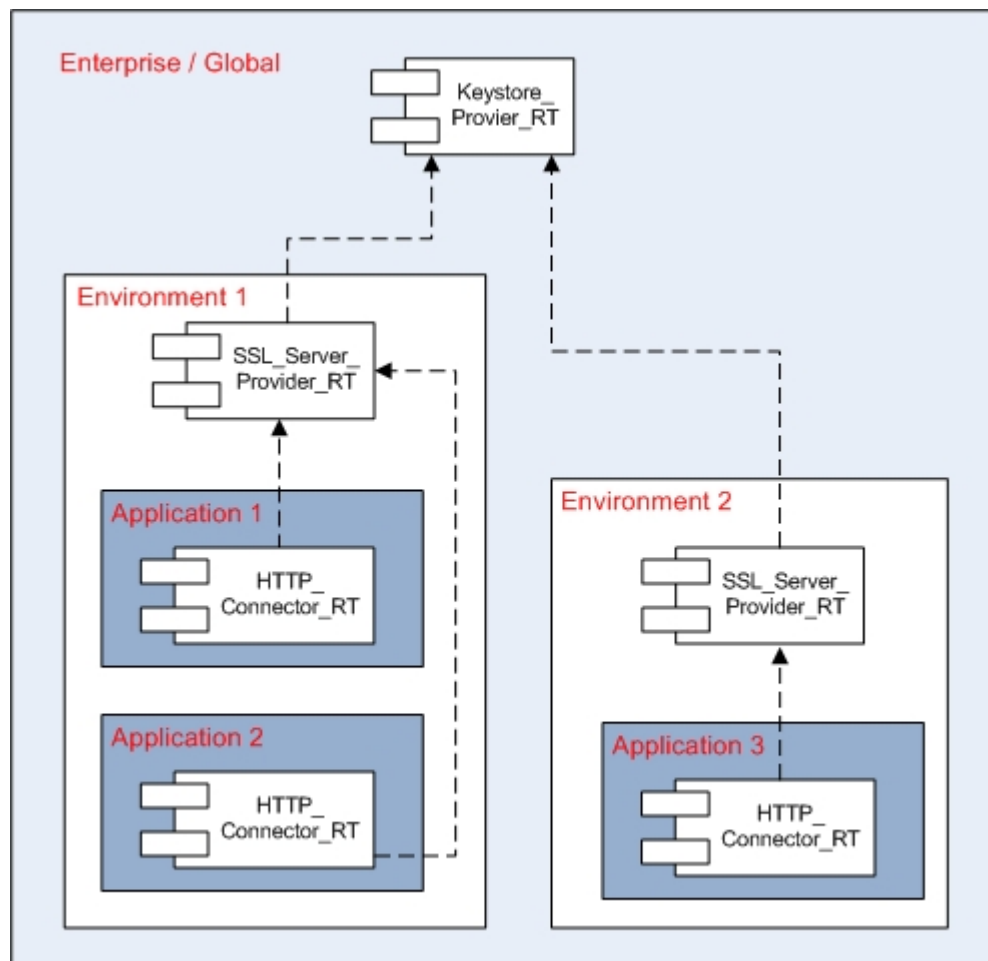 Enterprise / Global
Keystore_
Provier_RT
Environment 1
SSL_Server_
Provider_RT
Application 1
HTTP_
Connector_RT
Application 2
HTTP_
Connector_RT
Environment 2
SSL_Server_
Provider_RT
Application 3
HTTP_
Connector_RT